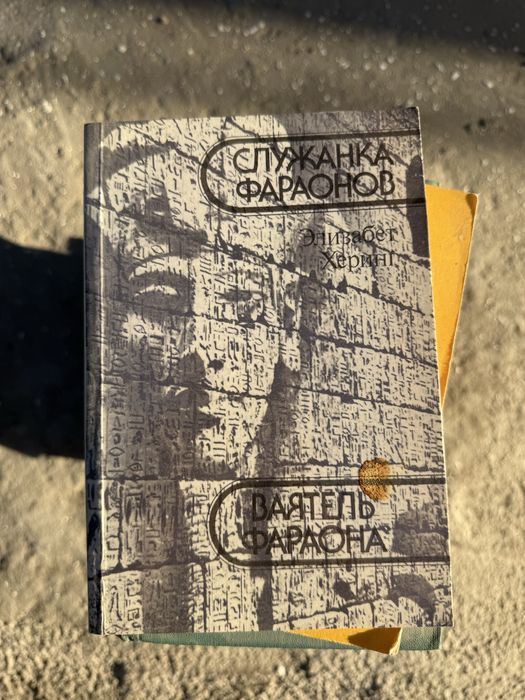 СЛУЖАНКА
ФАРАОНОВ
Элизабет
Херинг
ВАЯТЕЛЬ
ФАРАОНА